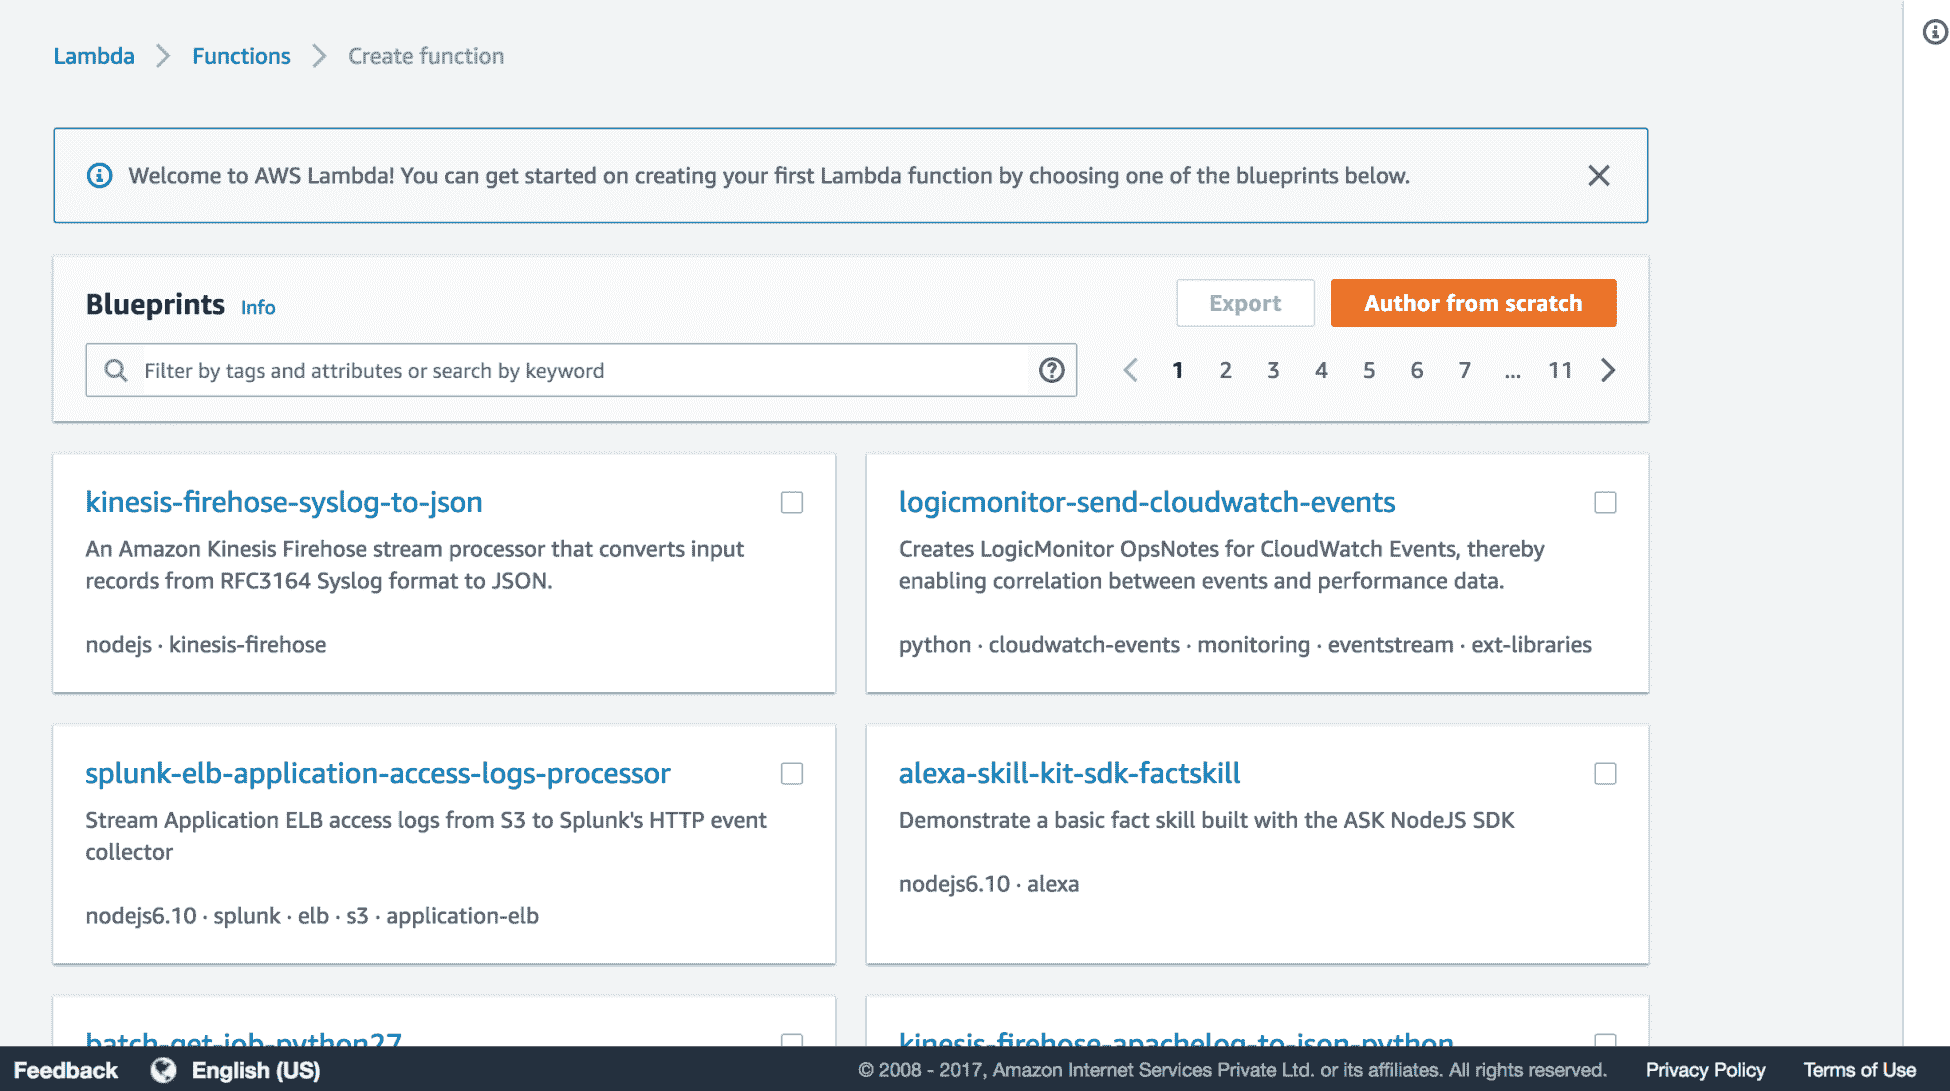 Lambda Functions Create function
Welcome to AWS Lambda! You can get started on creating your first Lambda function by choosing one of the blueprints below.
Blueprints Info
Export
Author from scratch
Filter by tags and attributes or search by keyword
1 2 3 4 5 6 7 ... 11
kinesis-firehose-syslog-to-json
An Amazon Kinesis Firehose stream processor that converts input
records from RFC3164 Syslog format to JSON.
nodejs · kinesis-firehose
logicmonitor-send-cloudwatch-events
Creates LogicMonitor OpsNotes for CloudWatch Events, thereby
enabling correlation between events and performance data.
python · cloudwatch-events · monitoring · eventstream · ext-libraries
splunk-elb-application-access-logs-processor
Stream Application ELB access logs from S3 to Splunk's HTTP event
collector
nodejs6.10 · splunk · elb · s3 · application-elb
alexa-skill-kit-sdk-factskill
Demonstrate a basic fact skill built with the ASK NodeJS SDK
nodejs6.10 · alexa
batch-get-job-python27
kinesis-firehose-apachelog-to-json-python
Feedback
English (US)
© 2008 - 2017, Amazon Internet Services Private Ltd. or its affiliates. All rights reserved.
Privacy Policy
Terms of Use